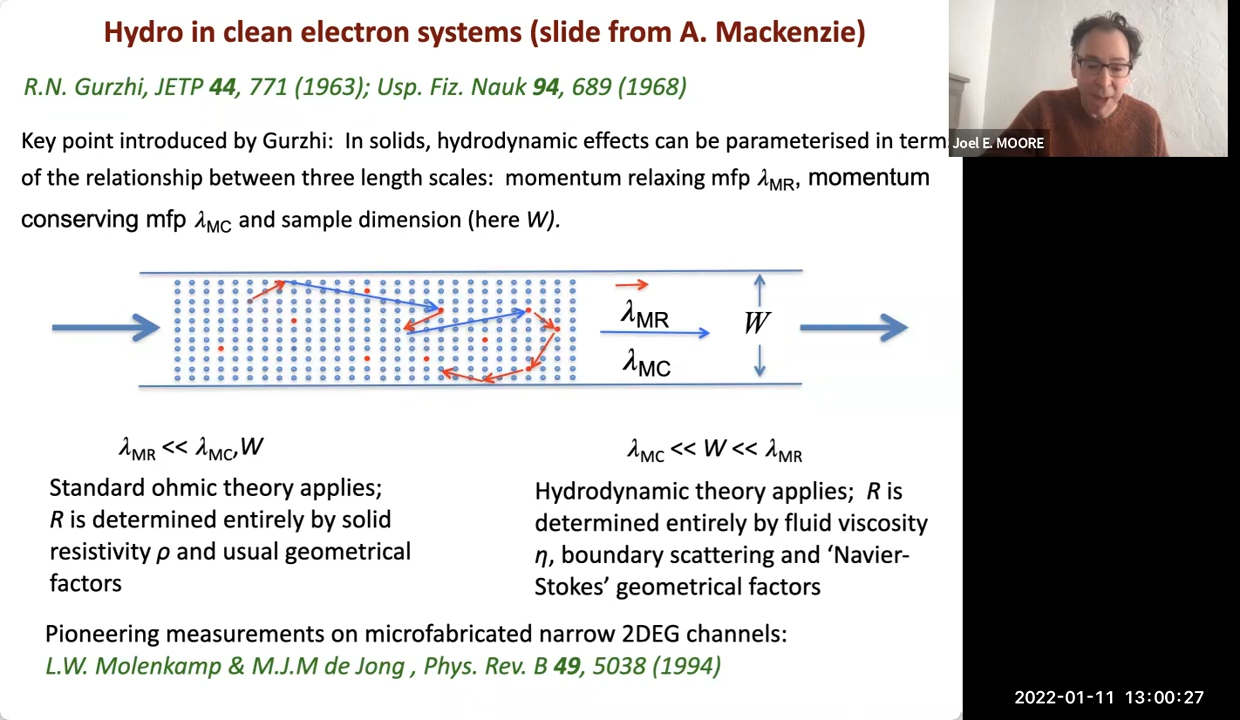 Hydro in clean electron systems (slide from A. Mackenzie)
R.N. Gurzhi, JETP 44, 771 (1963); Usp. Fiz. Nauk 94, 689 (1968)
Key point introduced by Gurzhi: In solids, hydrodynamic effects can be parameterised in term
of the relationship between three length scales: momentum relaxing mfp λMR, momentum
conserving mfp λMC and sample dimension (here W).
λMR
λMC
W
λMR << λMC,W
Standard ohmic theory applies;
R is determined entirely by solid
resistivity ρ and usual geometrical
factors
λMC << W << λMR
Hydrodynamic theory applies; R is
determined entirely by fluid viscosity
η, boundary scattering and ‘Navier-
Stokes’ geometrical factors
Pioneering measurements on microfabricated narrow 2DEG channels:
L.W. Molenkamp & M.J.M de Jong , Phys. Rev. B 49, 5038 (1994)
Joel E. MOORE
2022-01-11 13:00:27